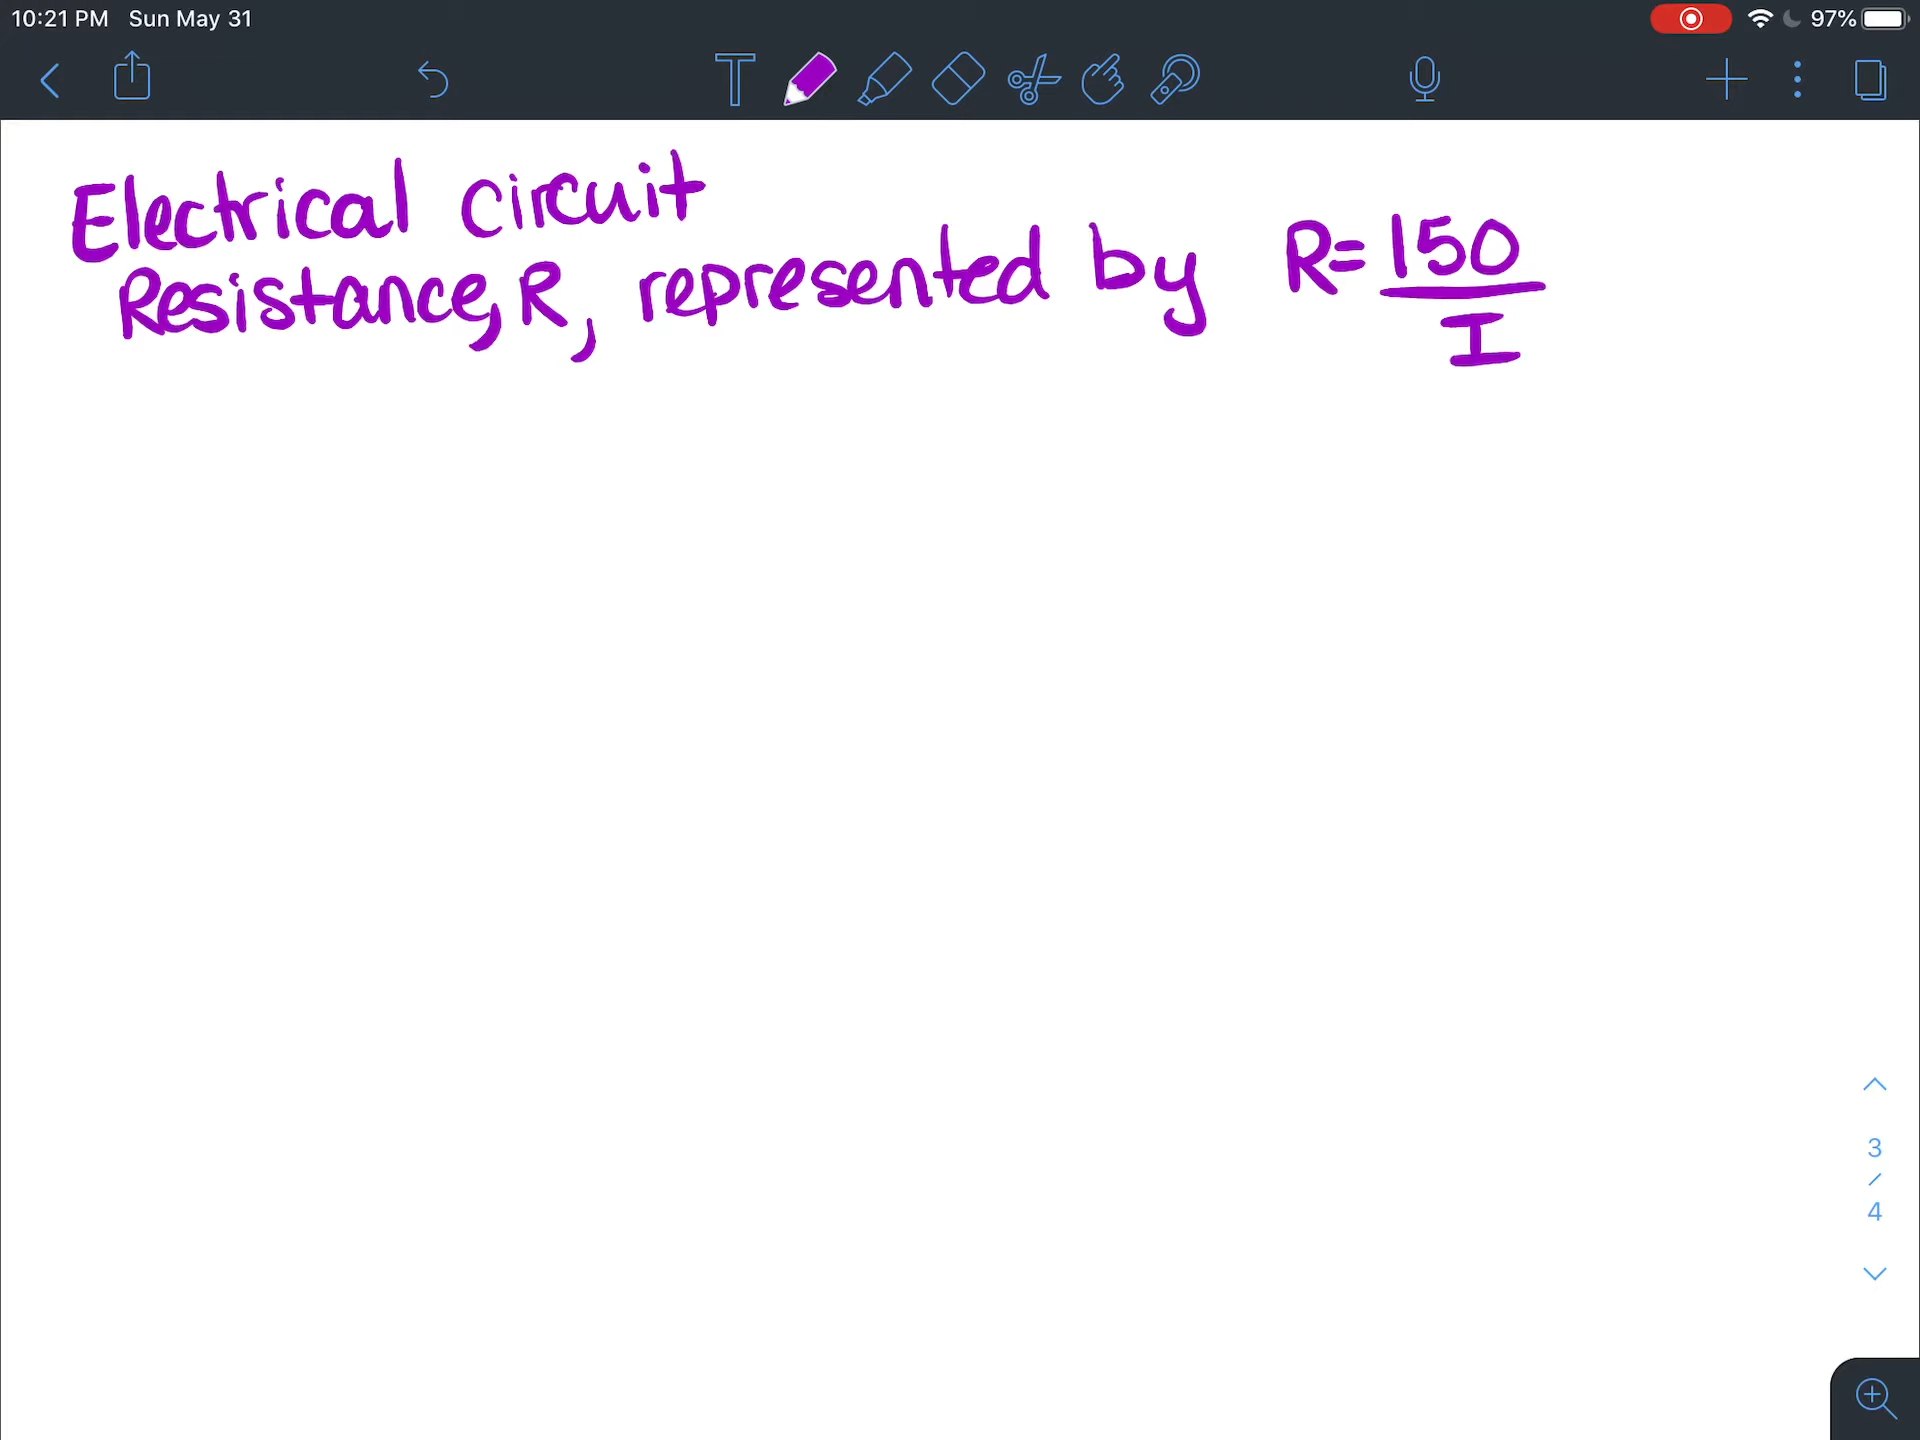 10:21 PM Sun May 31
97%
Electrical circuit
Resistance, R, represented by R = 150
I
3
/
4